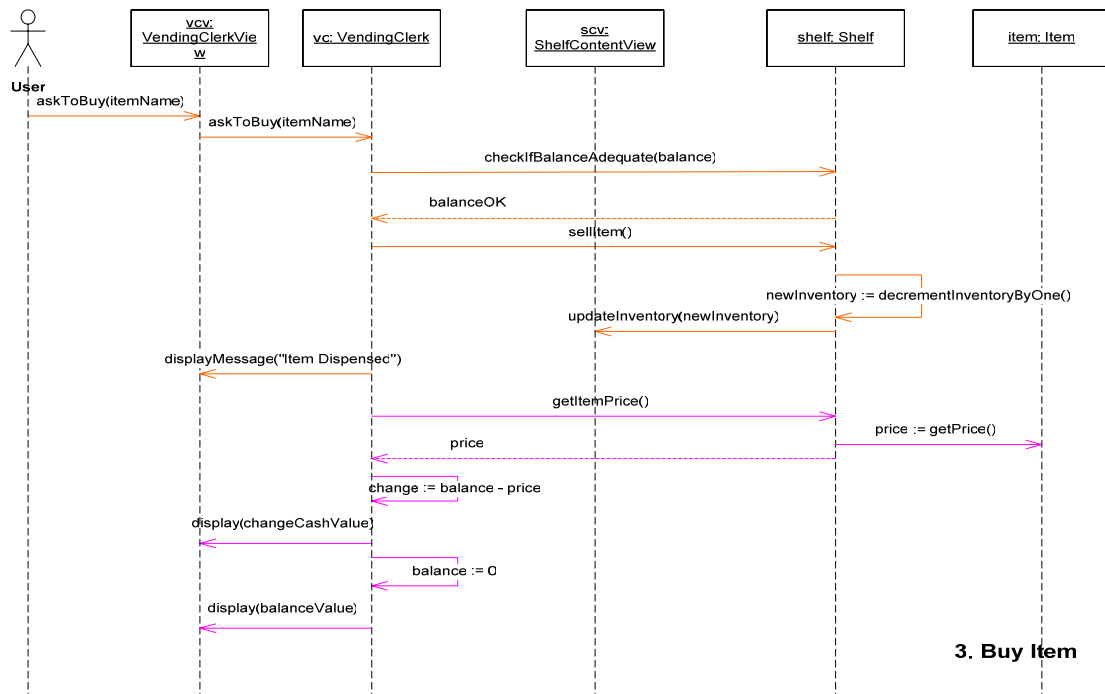 vcv:
VendingClerkVie
w
vc: VendingClerk
scv:
ShelfContentView
shelf: Shelf
item: Item
User
askToBuy(itemName)
askToBuy(itemName)
checkIfBalanceAdequate(balance)
balanceOK
sellItem()
newInventory := decrementInventoryByOne()
updateInventory(newInventory)
displayMessage("Item Dispensed")
getItemPrice()
price := getPrice()
price
change := balance - price
display(changeCashValue)
balance := 0
display(balanceValue)
3. Buy Item